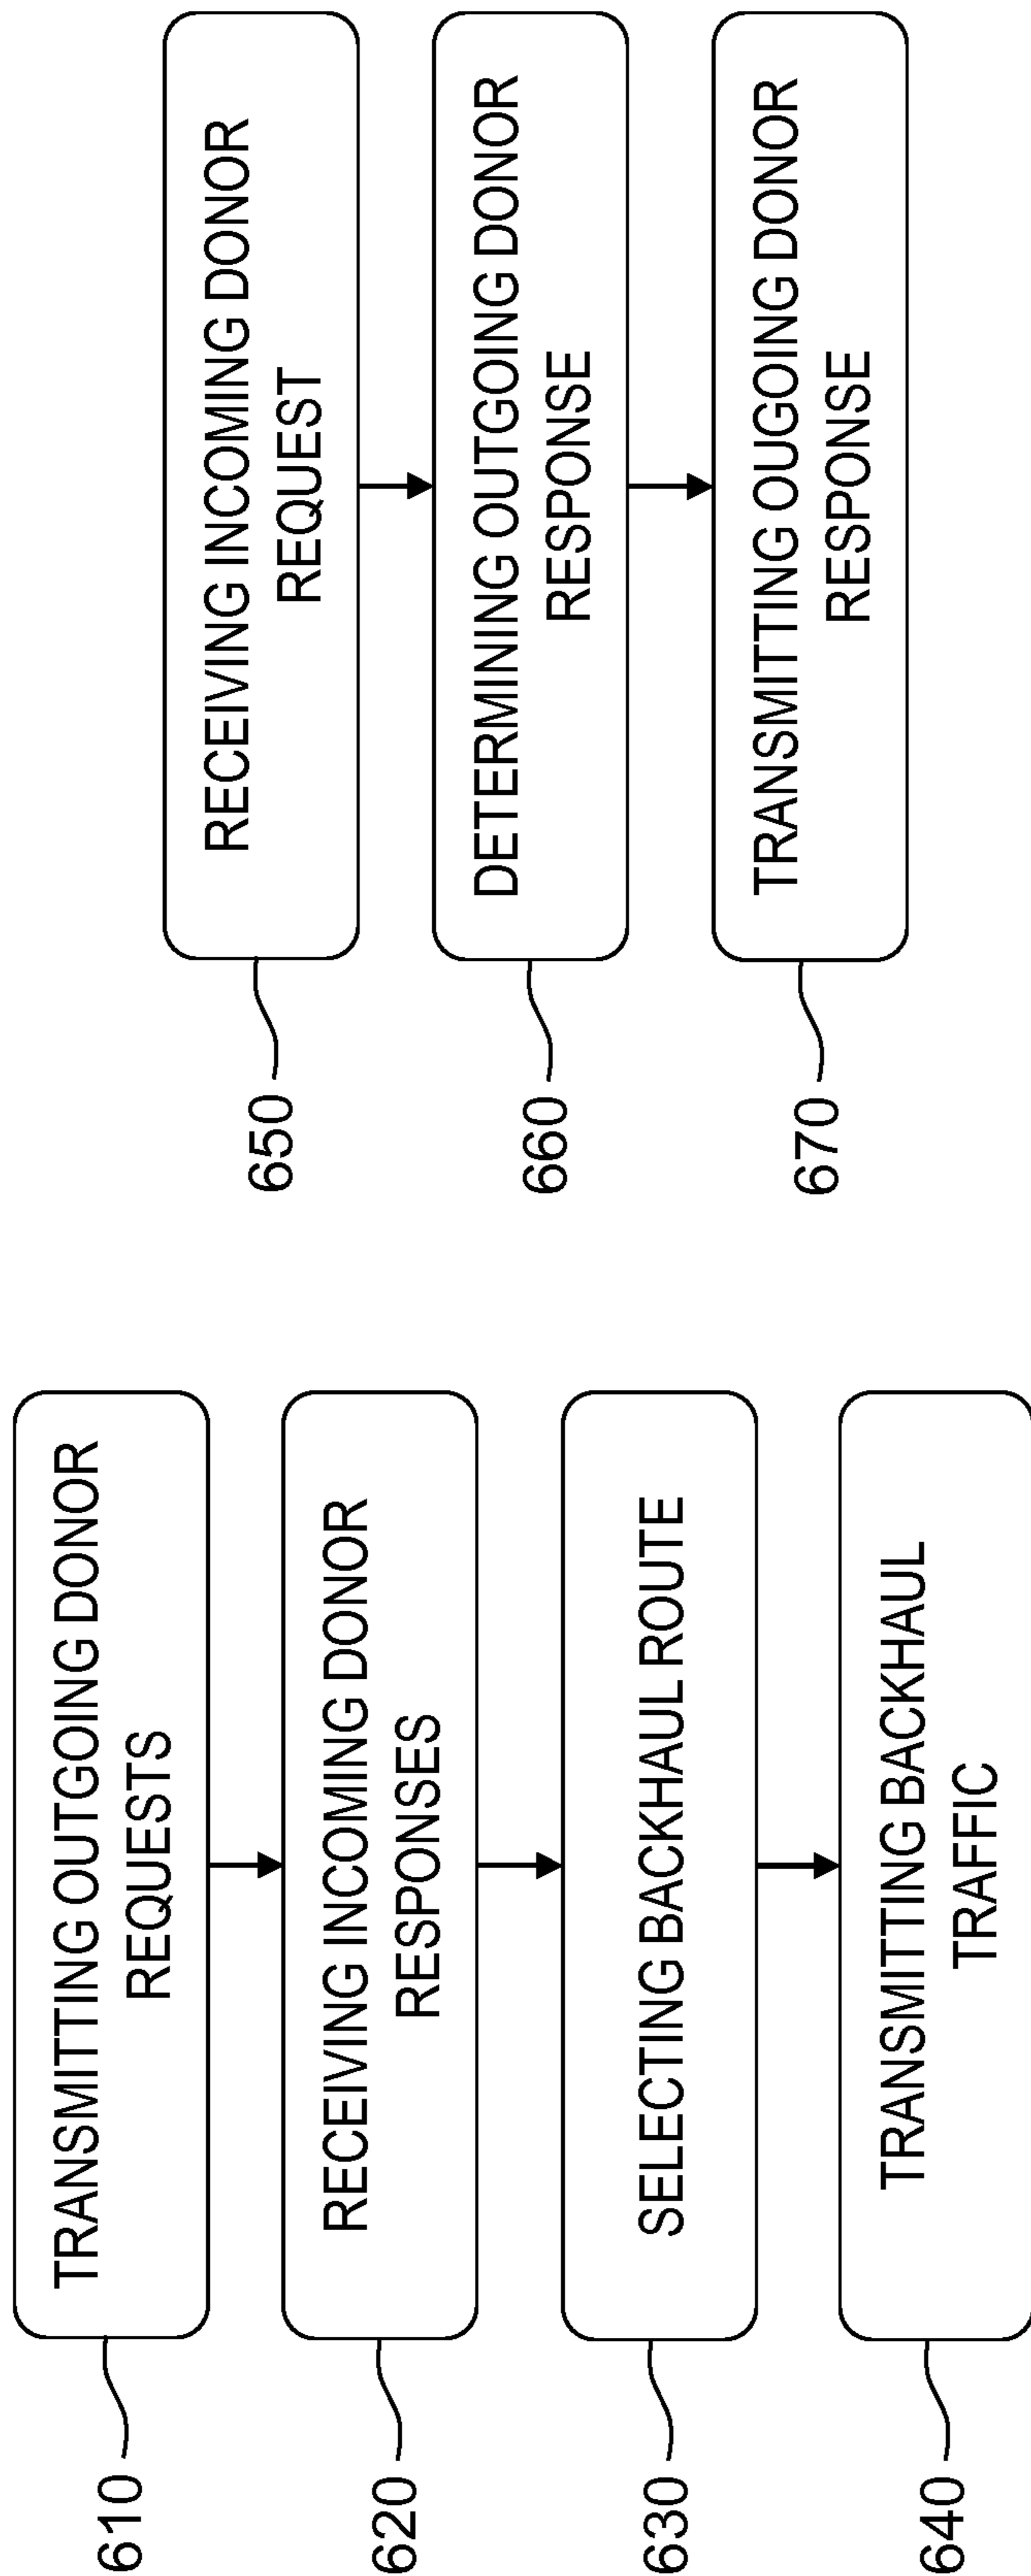 610
TRANSMITTING OUTGOING DONOR
REQUESTS
620
RECEIVING INCOMING DONOR
RESPONSES
630
SELECTING BACKHAUL ROUTE
640
TRANSMITTING BACKHAUL
TRAFFIC
650
RECEIVING INCOMING DONOR
REQUEST
660
DETERMINING OUTGOING DONOR
RESPONSE
670
TRANSMITTING OUGOING DONOR
RESPONSE